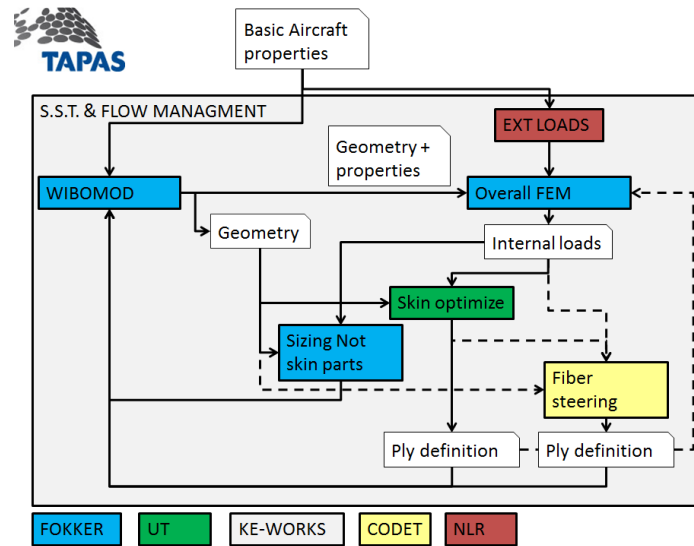 TAPAS
Basic Aircraft
properties
S.S.T. & FLOW MANAGMENT
EXT LOADS
Geometry +
properties
WIBOMOD
Overall FEM
Geometry
Internal loads
Skin optimize
Sizing Not
skin parts
Fiber
steering
Ply definition
Ply definition
FOKKER
UT
KE-WORKS
CODET
NLR